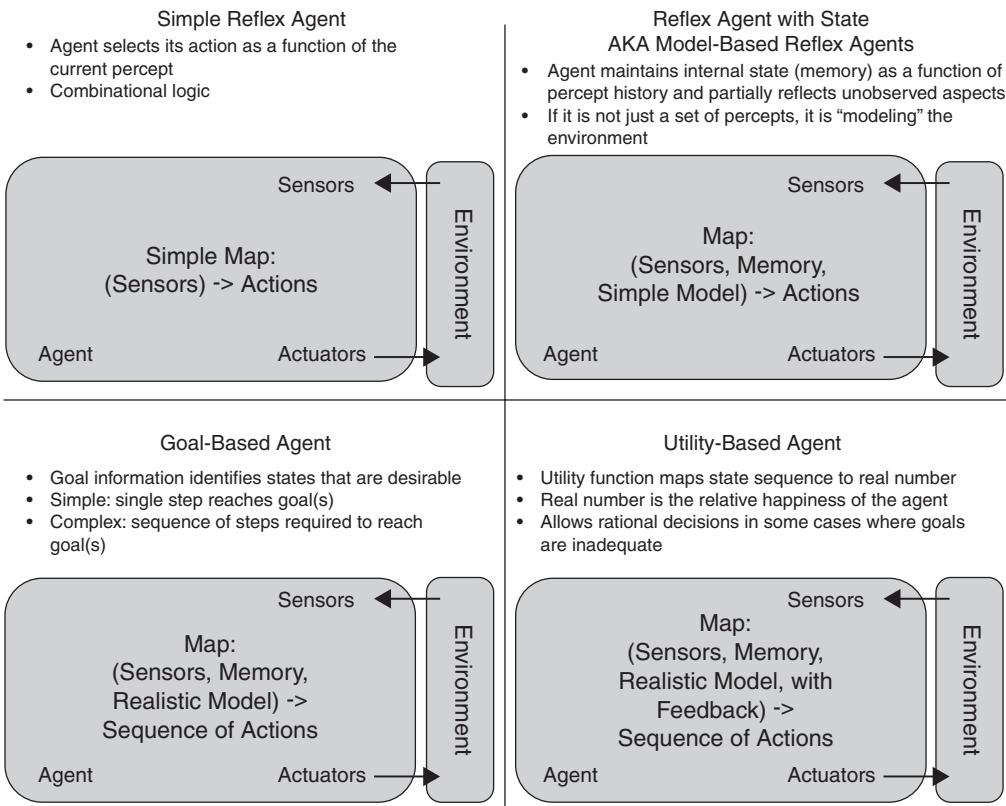 Simple Reflex Agent
• Agent selects its action as a function of the
current percept
• Combinational logic
Sensors
Simple Map:
(Sensors) -> Actions
Agent
Actuators
Environment
Reflex Agent with State
AKA Model-Based Reflex Agents
• Agent maintains internal state (memory) as a function of
percept history and partially reflects unobserved aspects
• If it is not just a set of percepts, it is “modeling” the
environment
Sensors
Map:
(Sensors, Memory,
Simple Model) -> Actions
Agent
Actuators
Environment
Goal-Based Agent
• Goal information identifies states that are desirable
• Simple: single step reaches goal(s)
• Complex: sequence of steps required to reach
goal(s)
Sensors
Map:
(Sensors, Memory,
Realistic Model) ->
Sequence of Actions
Agent
Actuators
Environment
Utility-Based Agent
• Utility function maps state sequence to real number
• Real number is the relative happiness of the agent
• Allows rational decisions in some cases where goals
are inadequate
Sensors
Map:
(Sensors, Memory,
Realistic Model, with
Feedback) ->
Sequence of Actions
Agent
Actuators
Environment